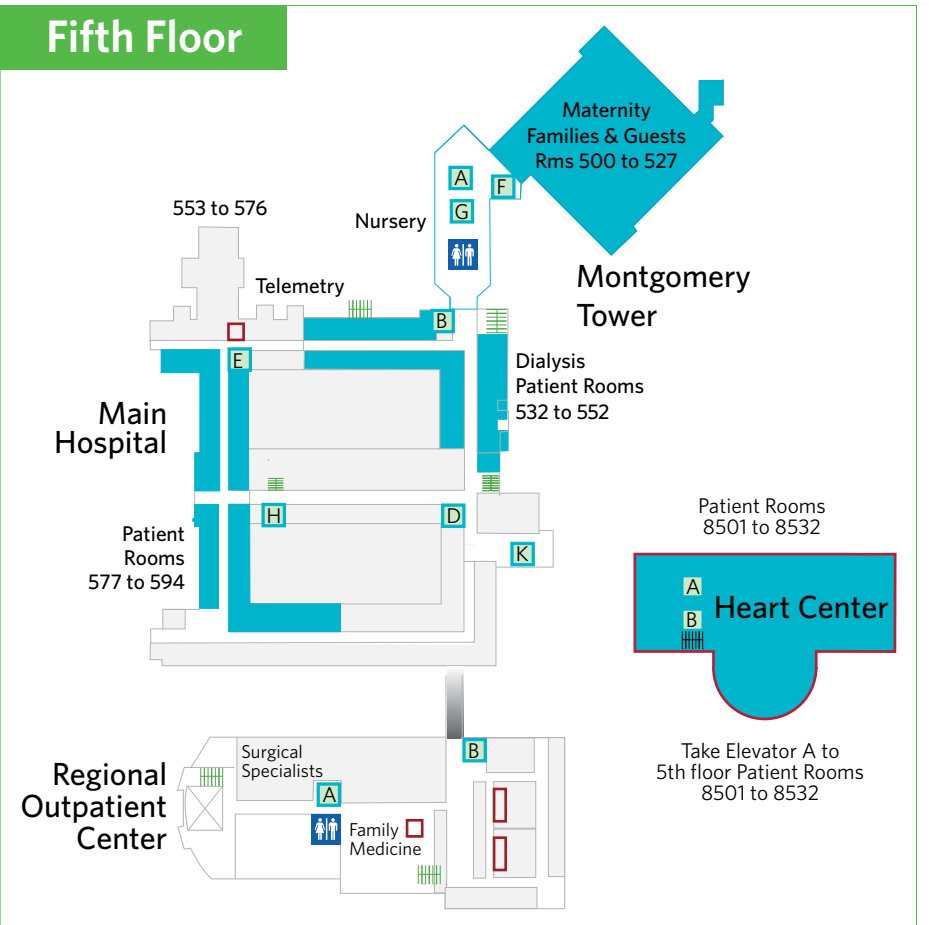 Fifth Floor
Maternity
Families & Guests
Rms 500 to 527
A
F
G
Nursery
553 to 576
Montgomery
Tower
Telemetry
B
E
Dialysis
Patient Rooms
532 to 552
Main
Hospital
H
D
K
Patient
Rooms
577 to 594
Patient Rooms
8501 to 8532
A
B
Heart Center
Take Elevator A to
5th floor Patient Rooms
8501 to 8532
Regional
Outpatient
Center
Surgical
Specialists
A
B
Family
Medicine